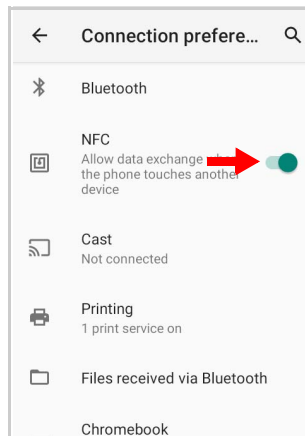 Connection prefere...
Bluetooth
NFC
Allow data exchange when
the phone touches another
device
Cast
Not connected
Printing
1 print service on
Files received via Bluetooth
Chromebook